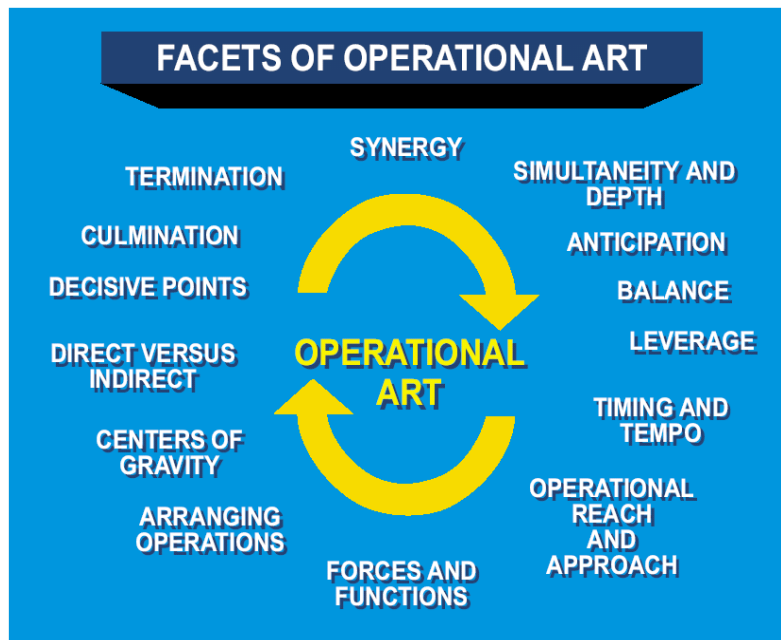 FACETS OF OPERATIONAL ART
SYNERGY
SIMULTANEITY AND
DEPTH
ANTICIPATION
BALANCE
LEVERAGE
TIMING AND
TEMPO
OPERATIONAL
REACH
AND
APPROACH
FORCES AND
FUNCTIONS
ARRANGING
OPERATIONS
CENTERS OF
GRAVITY
DIRECT VERSUS
INDIRECT
DECISIVE POINTS
CULMINATION
TERMINATION
OPERATIONAL
ART